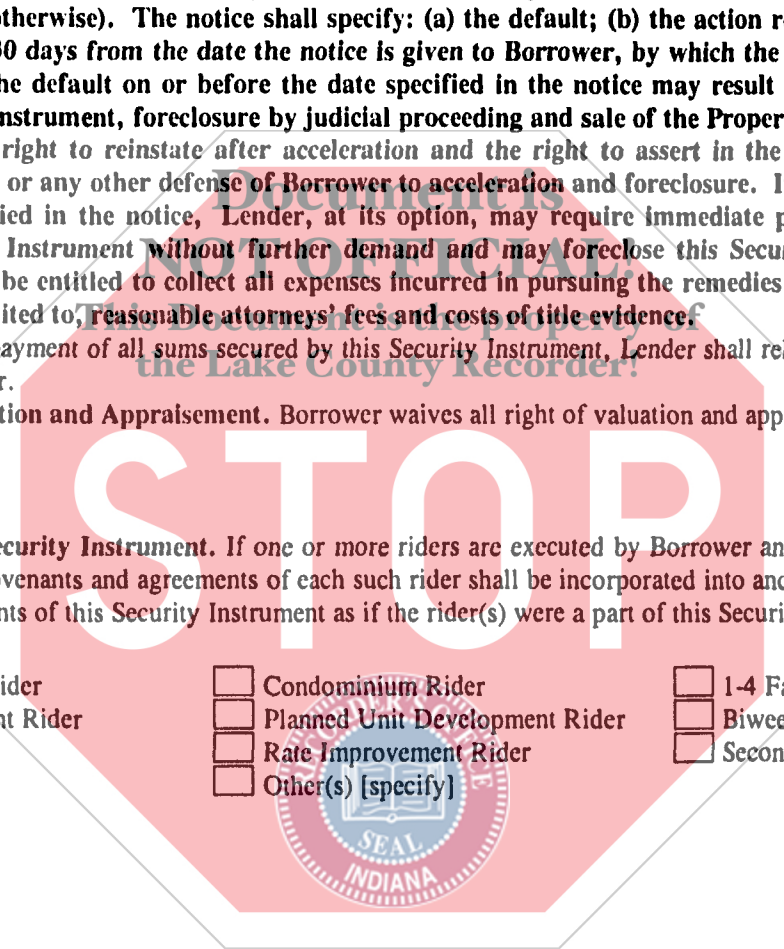 otherwise). The notice shall specify: (a) the default; (b) the action r
30 days from the date the notice is given to Borrower, by which the
he default on or before the date specified in the notice may result
nstrument, foreclosure by judicial proceeding and sale of the Proper
right to reinstate after acceleration and the right to assert in the
or any other defense of Borrower to acceleration and foreclosure. I
Document is
ied in the notice, Lender, at its option, may require immediate p
Instrument without further demand and may foreclose this Secu
NOT OFFICIAL!
be entitled to collect all expenses incurred in pursuing the remedies
ited to, reasonable attorneys' fees and costs of title evidence.
This Document is the property of
ayment of all sums secured by this Security Instrument, Lender shall rel
the Lake County Recorder!
r.
tion and Appraisement. Borrower waives all right of valuation and app
STOP
ecurity Instrument. If one or more riders are executed by Borrower an
venants and agreements of each such rider shall be incorporated into and
nts of this Security Instrument as if the rider(s) were a part of this Securi
ider
Condominium Rider
1-4 Fa
nt Rider
Planned Unit Development Rider
Biwee
Rate Improvement Rider
Secon
Other(s) [specify]
RECORDER'S OFFICE
SEAL
INDIANA